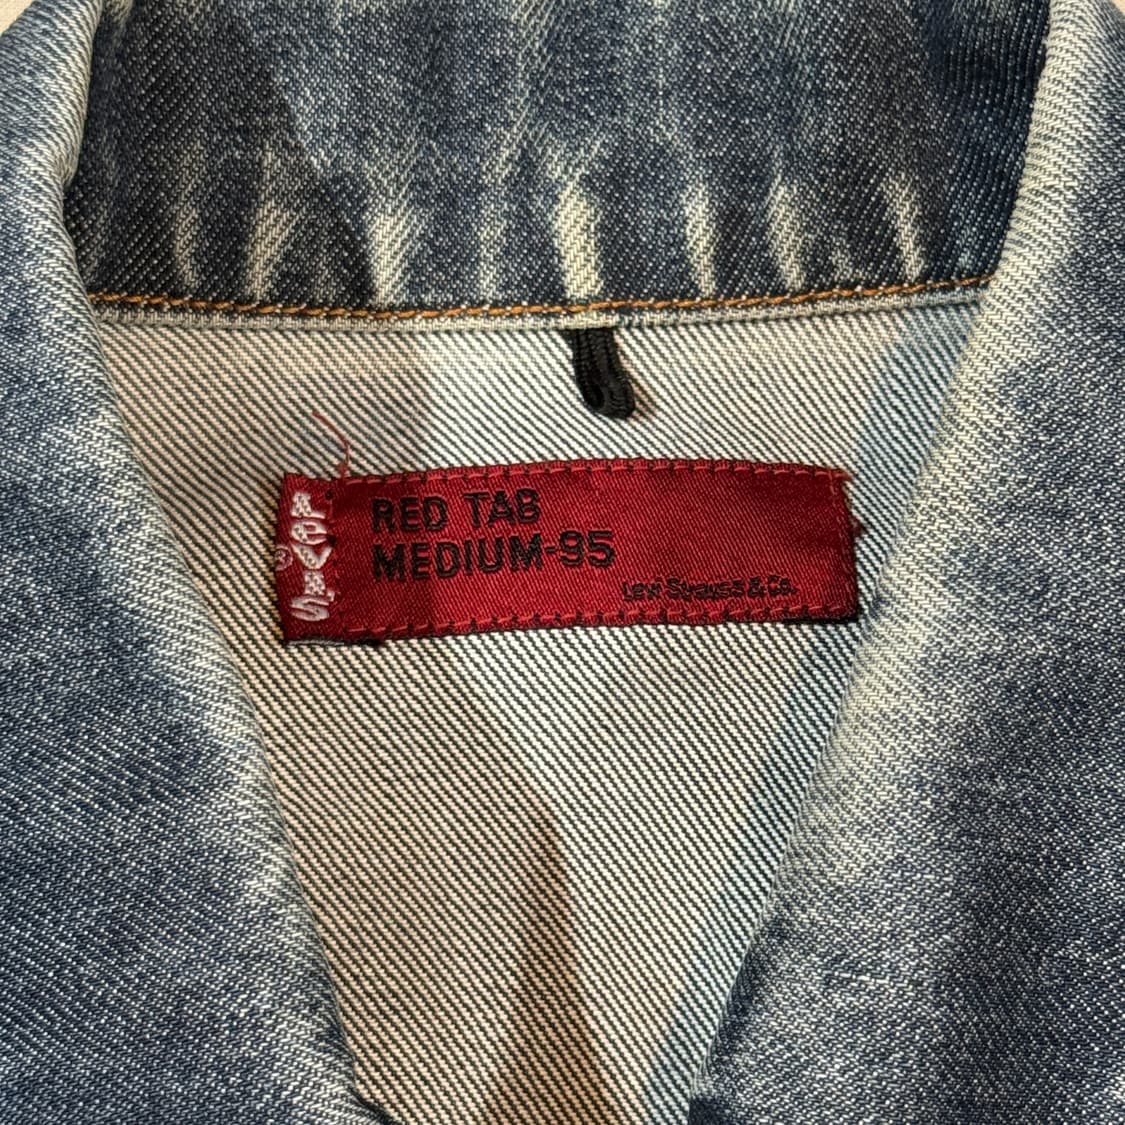 Levi's®
RED TAB
MEDIUM-95
Levi Strauss & Co.